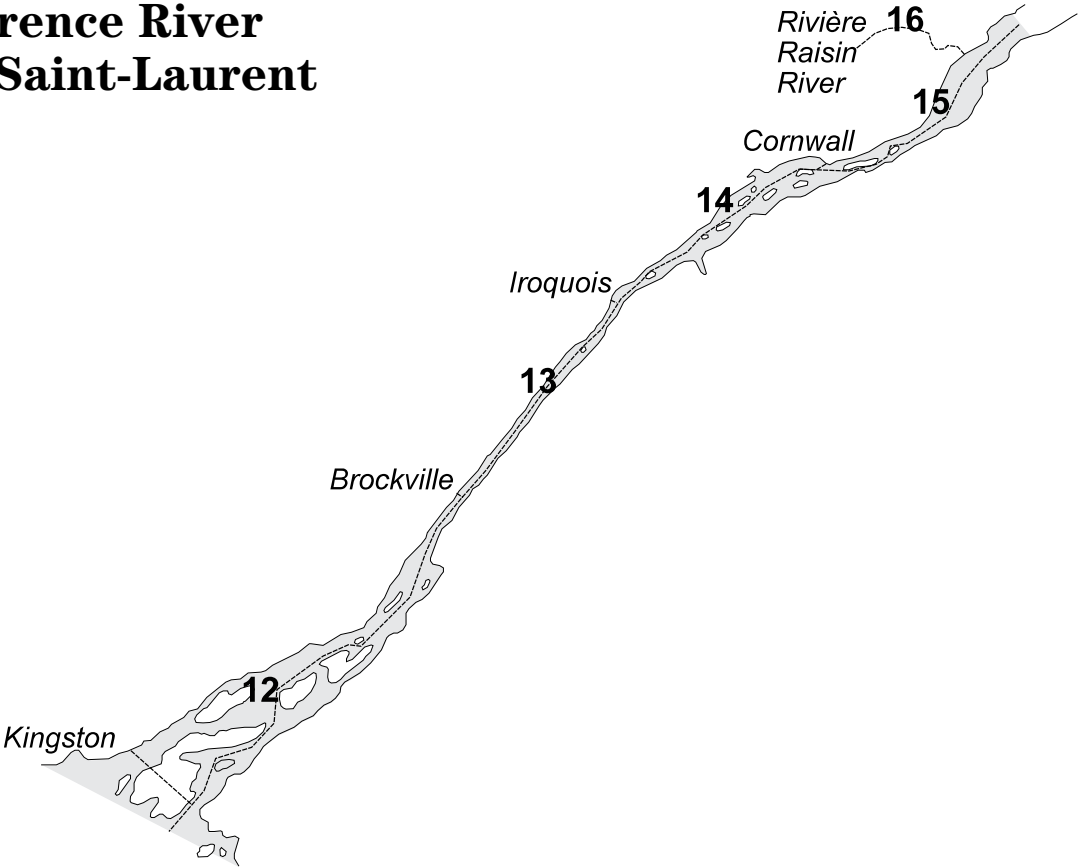 rence River
Saint-Laurent
Rivière 16
Raisin
River
15
Cornwall
14
Iroquois
13
Brockville
12
Kingston